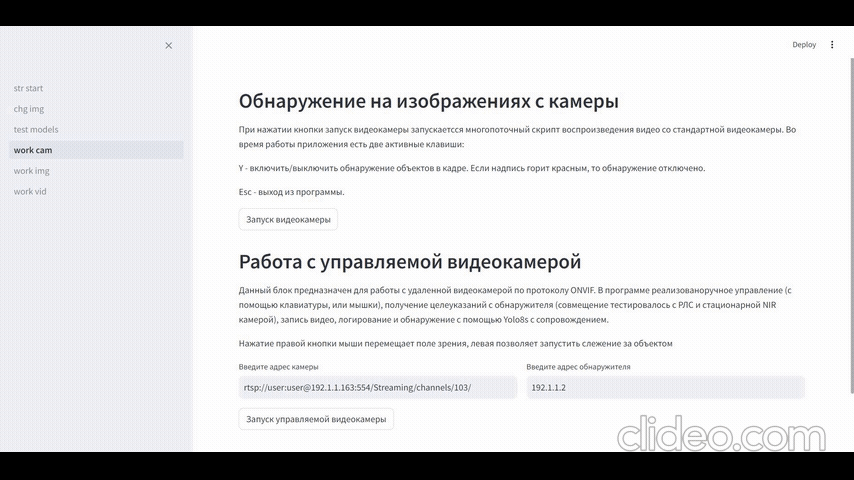 Deploy
str start
chg img
test models
work cam
work img
work vid
Обнаружение на изображениях с камеры
При нажатии кнопки запуск видеокамеры запускаетсся многопоточный скрипт воспроизведения видео со стандартной видеокамеры. Во
время работы приложения есть две активные клавиши:
Y - включить/выключить обнаружение объектов в кадре. Если надпись горит красным, то обнаружение отключено.
Esc - выход из программы.
Запуск видеокамеры
Работа с управляемой видеокамерой
Данный блок предназначен для работы с удаленной видеокамерой по протоколу ONVIF. В программе реализованоручное управление (с
помощью клавиатуры, или мышки), получение целеуказаний с обнаружителя (совмещение тестировалось с РЛС и стационарной NIR
камерой), запись видео, логирование и обнаружение с помощью Yolo8s с сопровождением.
Нажатие правой кнопки мыши перемещает поле зрения, левая позволяет запустить слежение за объектом
Введите адрес камеры
Введите адрес обнаружителя
rtsp://user:user@192.1.1.163:554/Streaming/channels/103/
192.1.1.2
Запуск управляемой видеокамеры
clideo.com